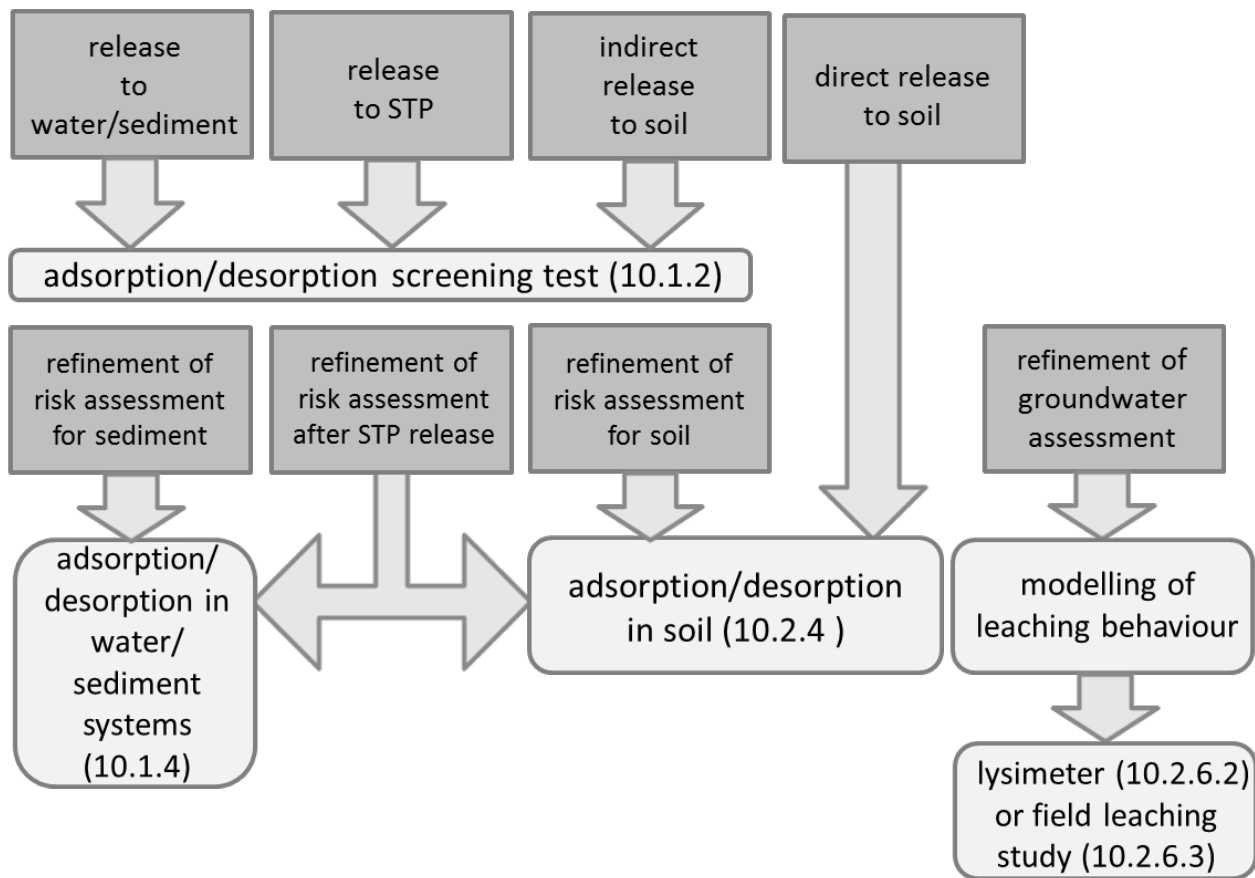 release
to
water/sediment
release
to STP
indirect
release
to soil
direct release
to soil
adsorption/desorption screening test (10.1.2)
refinement of
risk assessment
for sediment
refinement of
risk assessment
after STP release
refinement of
risk assessment
for soil
refinement of
groundwater
assessment
adsorption/
desorption in
water/
sediment
systems
(10.1.4)
adsorption/desorption
in soil (10.2.4 )
modelling of
leaching behaviour
lysimeter (10.2.6.2)
or field leaching
study (10.2.6.3)